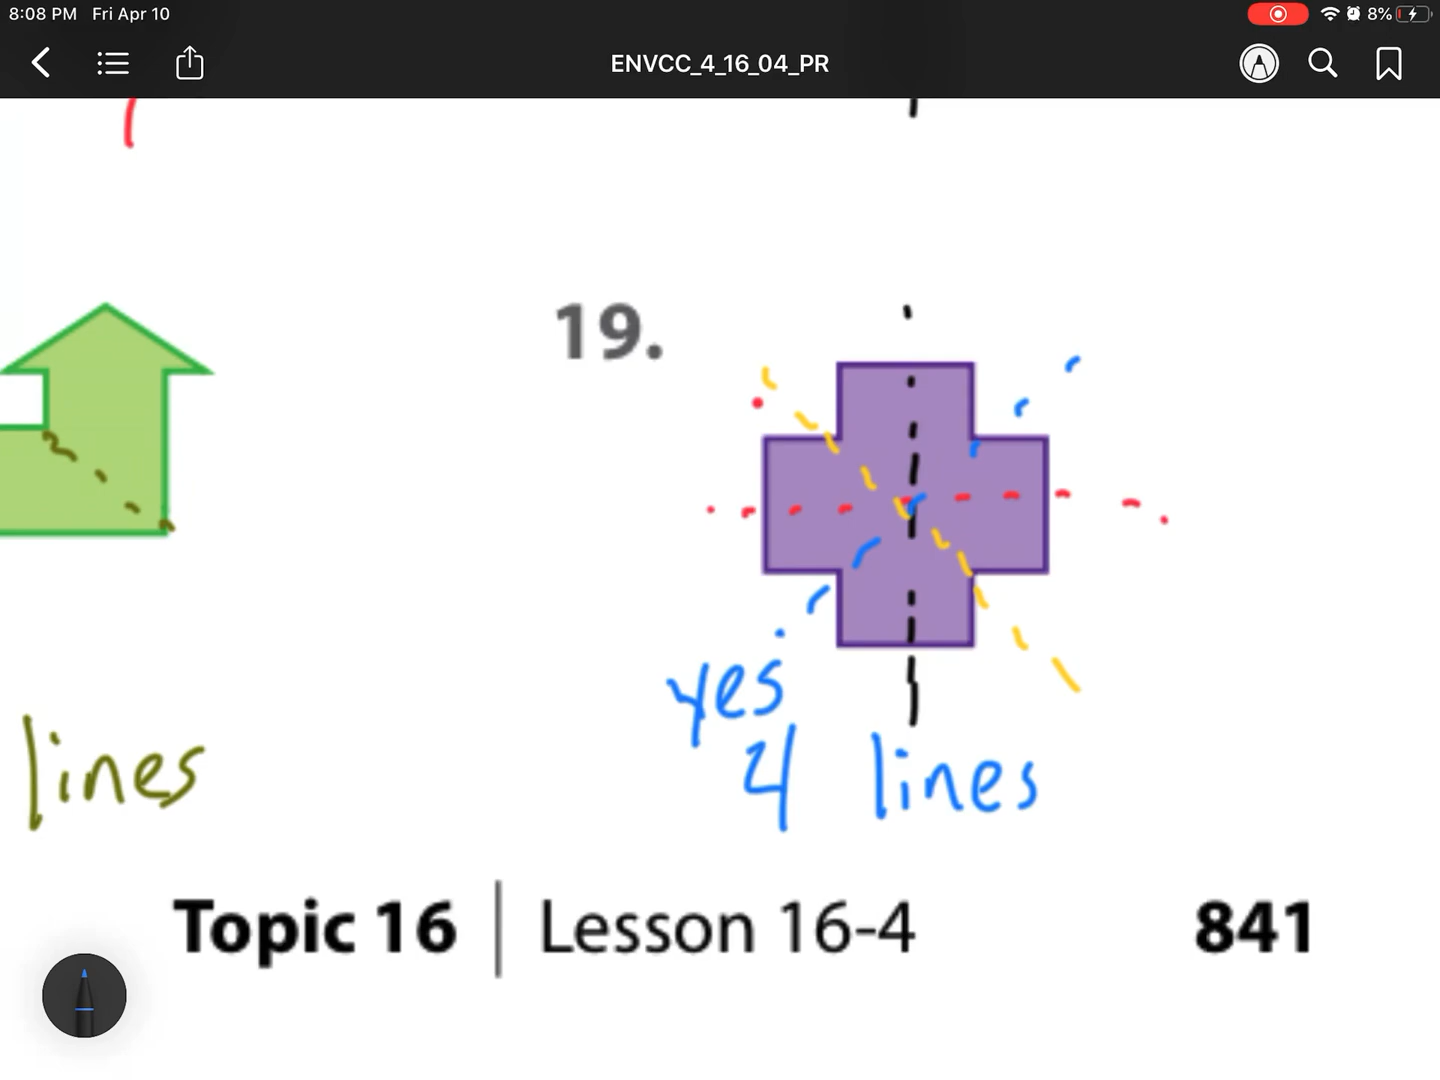 8:08 PM Fri Apr 10
8%
ENVCC_4_16_04_PR
19.
yes
lines
4 lines
Topic 16 | Lesson 16-4
841